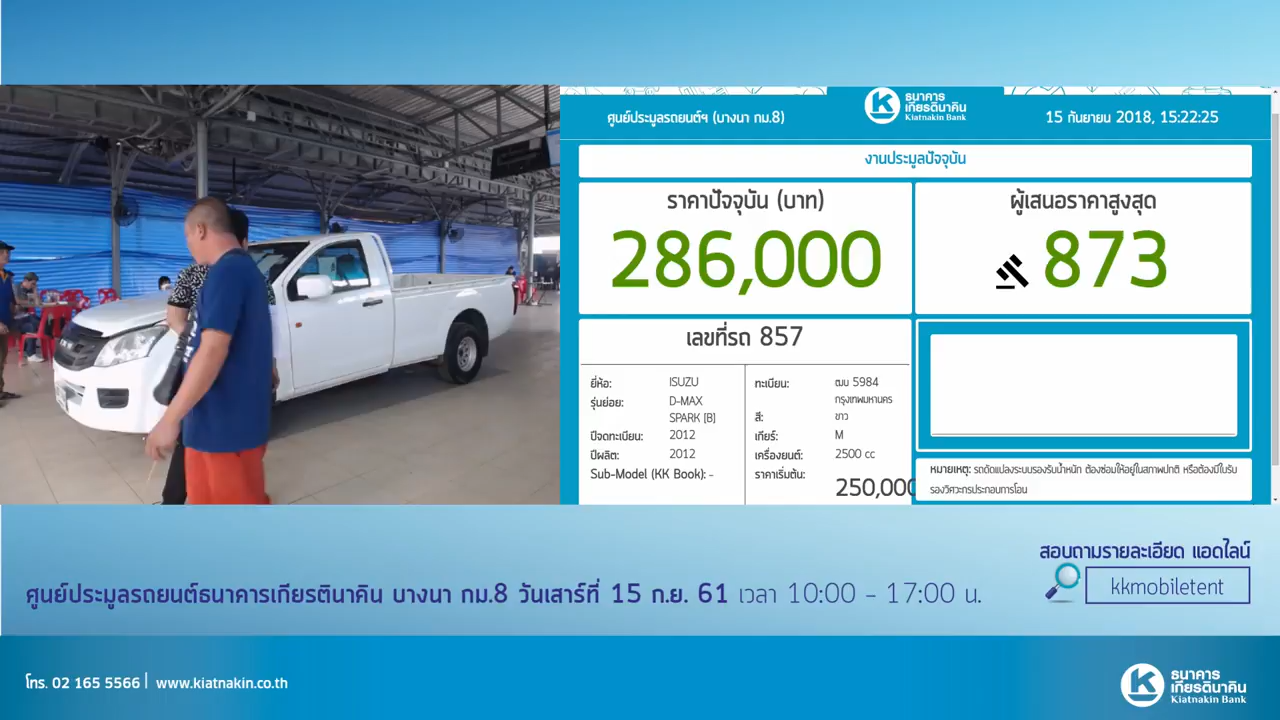 ศูนย์ประมูลรถยนต์ฯ (บางนา กม.8)
ธนาคาร
เกียรตินาคิน
Kiatnakin Bank
15 กันยายน 2018, 15:22:25
งานประมูลปัจจุบัน
ราคาปัจจุบัน (บาท)
286,000
ผู้เสนอราคาสูงสุด
873
เลขที่รถ 857
ยี่ห้อ: ISUZU
รุ่นย่อย: D-MAX
SPARK [B]
ปีจดทะเบียน: 2012
ปีผลิต: 2012
Sub-Model (KK Book): -
ทะเบียน: ฒบ 5984
กรุงเทพมหานคร
สี: ขาว
เกียร์: M
เครื่องยนต์: 2500 cc
ราคาเริ่มต้น:
250,000
หมายเหตุ: รถดัดแปลงระบบรองรับน้ำหนัก ต้องซ่อมให้อยู่ในสภาพปกติ หรือต้องมีใบรับ
รองวิศวะกรประกอบการโอน
สอบถามรายละเอียด แอดไลน์
kkmobiletent
ศูนย์ประมูลรถยนต์ธนาคารเกียรตินาคิน บางนา กม.8 วันเสาร์ที่ 15 ก.ย. 61 เวลา 10:00 - 17:00 น.
โทร. 02 165 5566 | www.kiatnakin.co.th
ธนาคาร
เกียรตินาคิน
Kiatnakin Bank